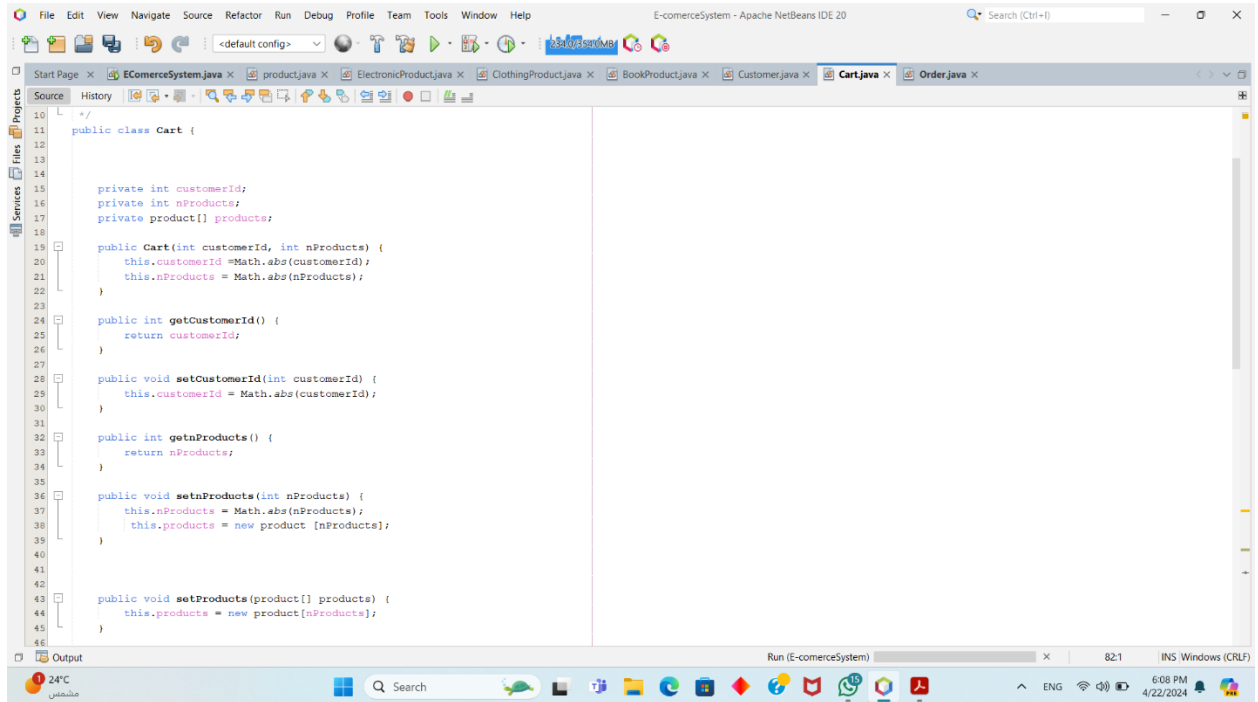 File Edit View Navigate Source Refactor Run Debug Profile Team Tools Window Help E-comerceSystem - Apache NetBeans IDE 20 Search (Ctrl+I)
<default config> 234.0/354.0MB
Start Page EComerceSystem.java product.java ElectronicProduct.java ClothingProduct.java BookProduct.java Customer.java Cart.java Order.java
Source History
Projects
Files
Services
10 */
11 public class Cart {
12
13
14
15 private int customerId;
16 private int nProducts;
17 private product[] products;
18
19 public Cart(int customerId, int nProducts) {
20 this.customerId =Math.abs(customerId);
21 this.nProducts = Math.abs(nProducts);
22 }
23
24 public int getCustomerId() {
25 return customerId;
26 }
27
28 public void setCustomerId(int customerId) {
29 this.customerId = Math.abs(customerId);
30 }
31
32 public int getnProducts() {
33 return nProducts;
34 }
35
36 public void setnProducts(int nProducts) {
37 this.nProducts = Math.abs(nProducts);
38 this.products = new product [nProducts];
39 }
40
41
42
43 public void setProducts(product[] products) {
44 this.products = new product[nProducts];
45 }
46
Output Run (E-comerceSystem) 82:1 INS Windows (CRLF)
1 24°C
مشمس
Search
15
ENG 6:08 PM
4/22/2024
PRE